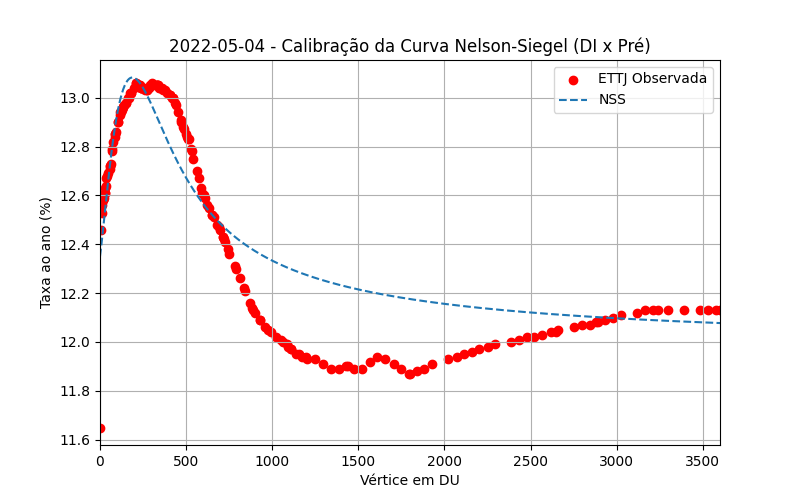 2022-05-04 - Calibração da Curva Nelson-Siegel (DI x Pré)
ETTJ Observada
NSS
Taxa ao ano (%)
13.0
12.8
12.6
12.4
12.2
12.0
11.8
11.6
0 500 1000 1500 2000 2500 3000 3500
Vértice em DU